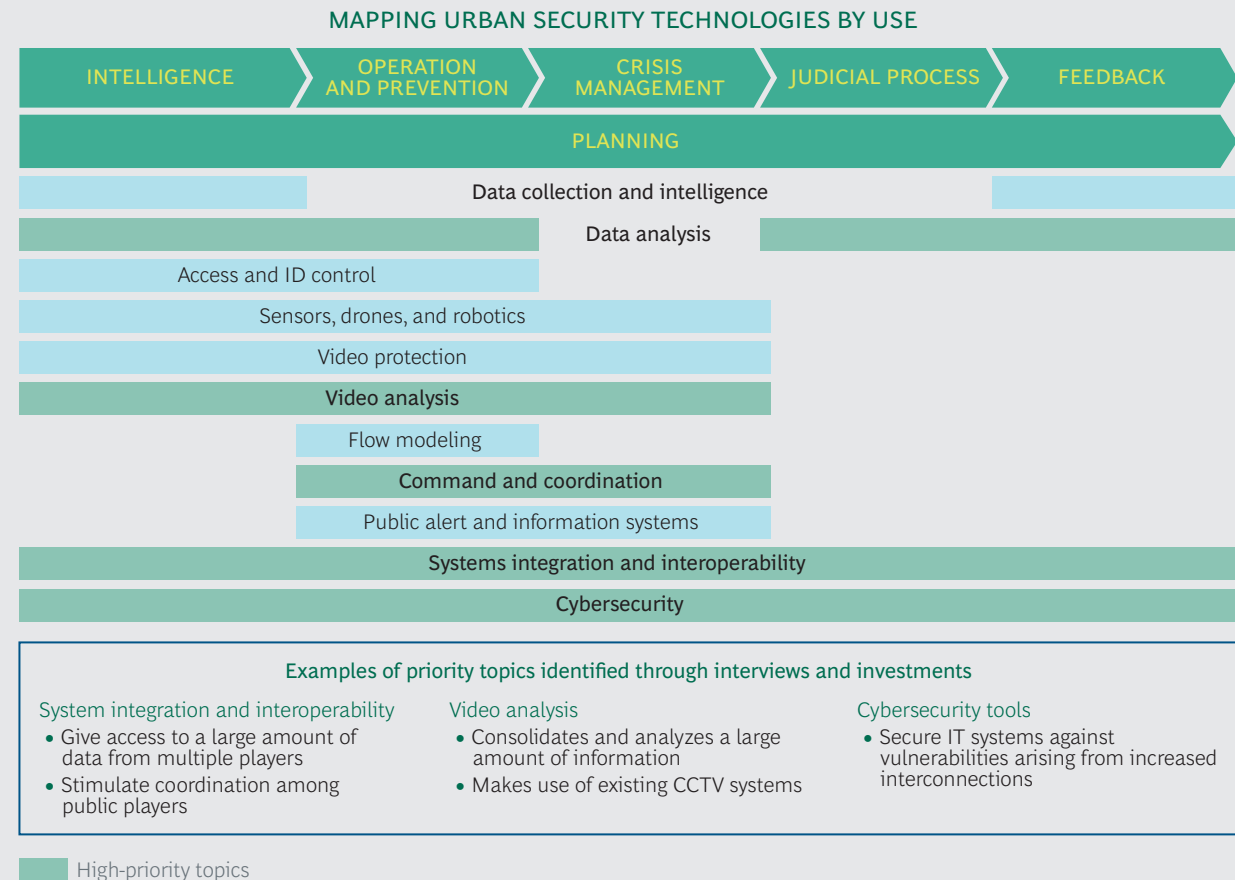 MAPPING URBAN SECURITY TECHNOLOGIES BY USE
INTELLIGENCE
OPERATION
AND PREVENTION
CRISIS
MANAGEMENT
JUDICIAL PROCESS
FEEDBACK
PLANNING
Data collection and intelligence
Data analysis
Access and ID control
Sensors, drones, and robotics
Video protection
Video analysis
Flow modeling
Command and coordination
Public alert and information systems
Systems integration and interoperability
Cybersecurity
Examples of priority topics identified through interviews and investments
System integration and interoperability
• Give access to a large amount of
data from multiple players
• Stimulate coordination among
public players
Video analysis
• Consolidates and analyzes a large
amount of information
• Makes use of existing CCTV systems
Cybersecurity tools
• Secure IT systems against
vulnerabilities arising from increased
interconnections
High-priority topics